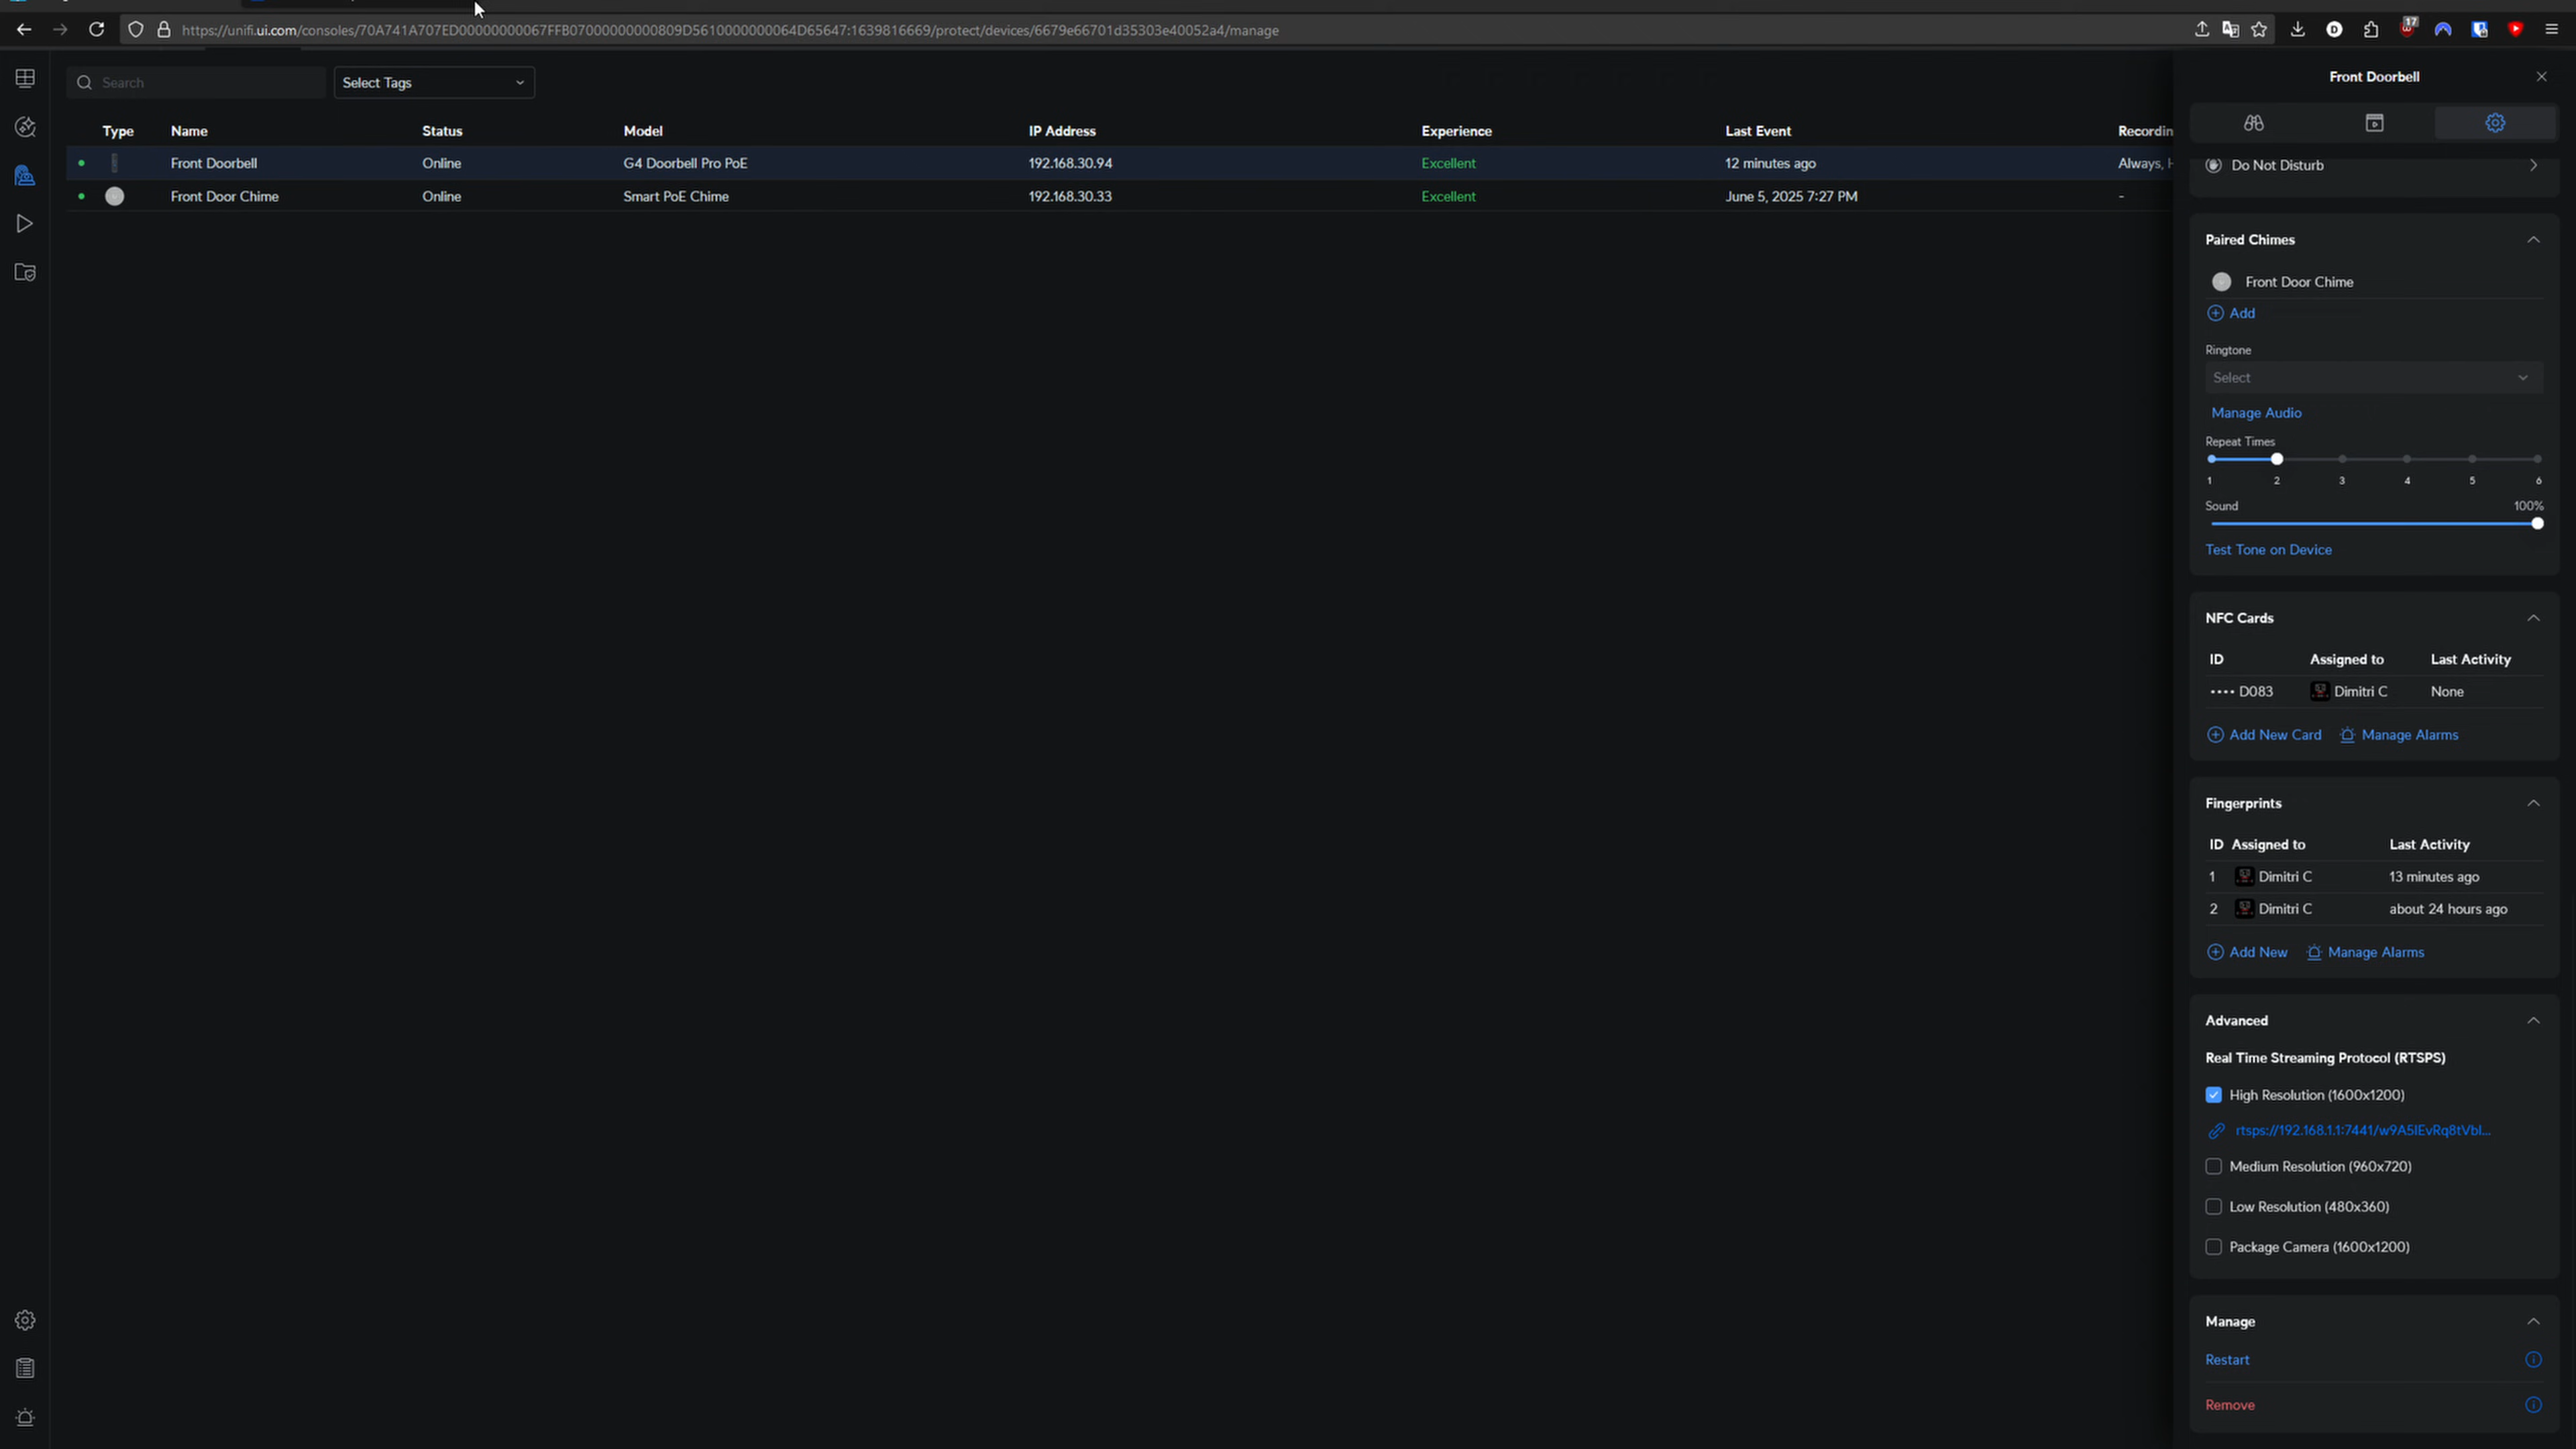 https://unifi.ui.com/consoles/70A741A707ED00000000067FFB07000000000809D5610000000064D65647:1639816669/protect/devices/6679e66701d35303e40052a4/manage
17
Search
Select Tags
Type Name Status Model IP Address Experience Last Event Recordin
Front Doorbell Online G4 Doorbell Pro PoE 192.168.30.94 Excellent 12 minutes ago Always, H
Front Door Chime Online Smart PoE Chime 192.168.30.33 Excellent June 5, 2025 7:27 PM -
Front Doorbell
Do Not Disturb
Paired Chimes
Front Door Chime
Add
Ringtone
Select
Manage Audio
Repeat Times
1 2 3 4 5 6
Sound 100%
Test Tone on Device
NFC Cards
ID Assigned to Last Activity
•••• D083 Dimitri C None
Add New Card Manage Alarms
Fingerprints
ID Assigned to Last Activity
1 Dimitri C 13 minutes ago
2 Dimitri C about 24 hours ago
Add New Manage Alarms
Advanced
Real Time Streaming Protocol (RTSPS)
High Resolution (1600x1200)
rtsps://192.168.1.1:7441/w9A5IEvRq8tVbI...
Medium Resolution (960x720)
Low Resolution (480x360)
Package Camera (1600x1200)
Manage
Restart
Remove